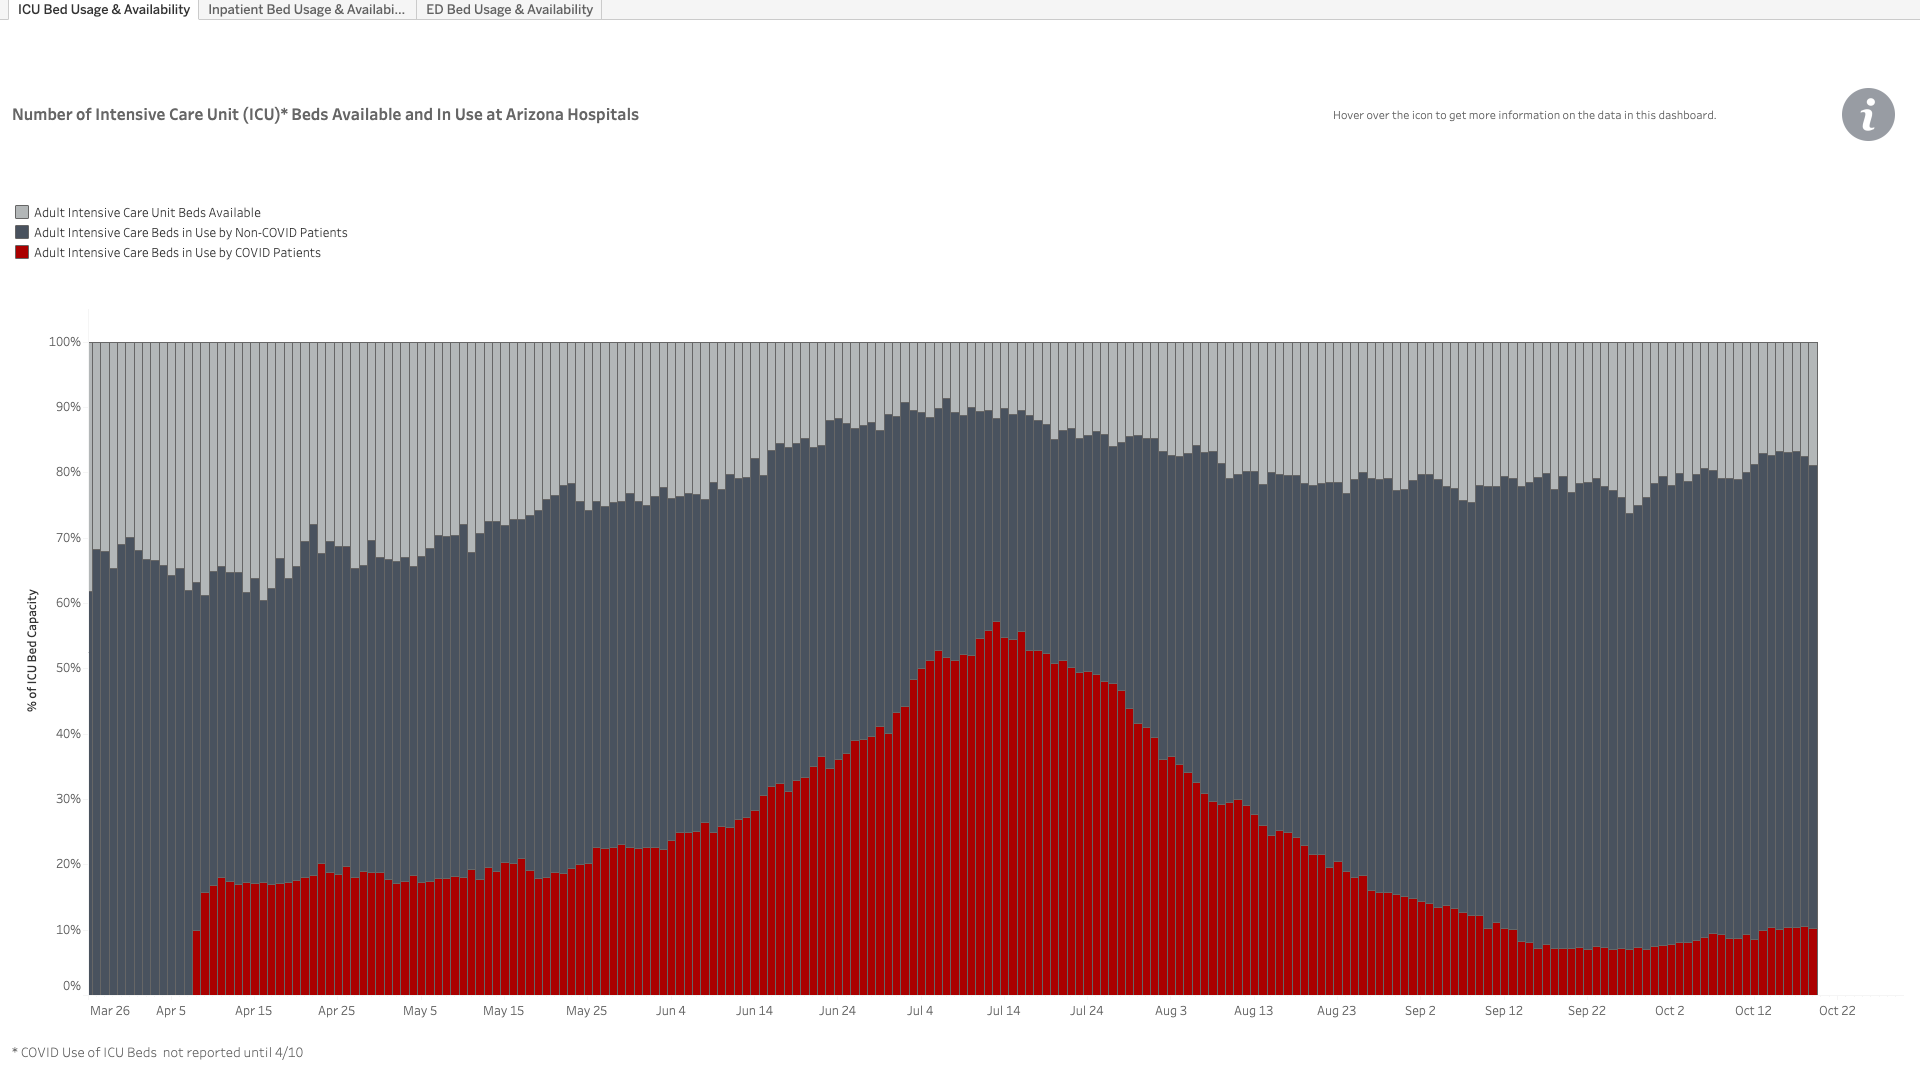 ICU Bed Usage & Availability
Inpatient Bed Usage & Availabi...
ED Bed Usage & Availability
Number of Intensive Care Unit (ICU)* Beds Available and In Use at Arizona Hospitals
Hover over the icon to get more information on the data in this dashboard.
i
Adult Intensive Care Unit Beds Available
Adult Intensive Care Beds in Use by Non-COVID Patients
Adult Intensive Care Beds in Use by COVID Patients
% of ICU Bed Capacity
100%
90%
80%
70%
60%
50%
40%
30%
20%
10%
0%
Mar 26 Apr 5 Apr 15 Apr 25 May 5 May 15 May 25 Jun 4 Jun 14 Jun 24 Jul 4 Jul 14 Jul 24 Aug 3 Aug 13 Aug 23 Sep 2 Sep 12 Sep 22 Oct 2 Oct 12 Oct 22
* COVID Use of ICU Beds  not reported until 4/10